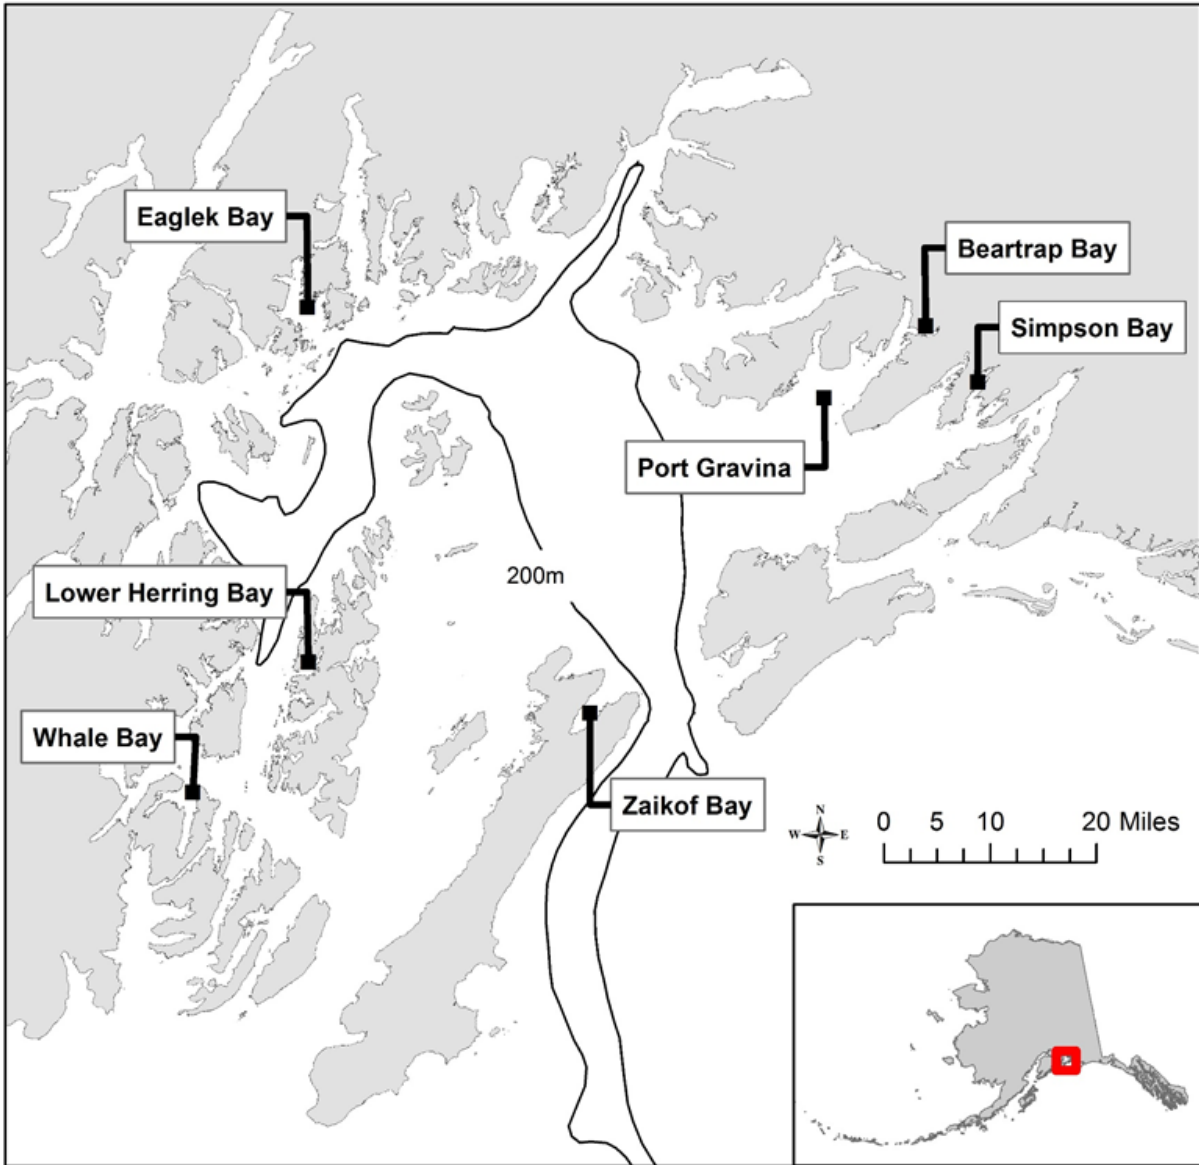 Eaglek Bay
Beartrap Bay
Simpson Bay
Port Gravina
200m
Lower Herring Bay
Whale Bay
Zaikof Bay
N
W E
S
0 5 10 20 Miles